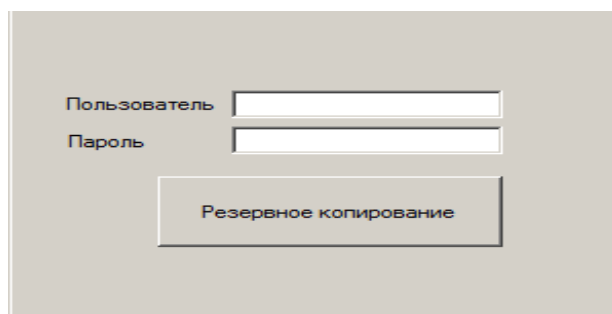 Пользователь
Пароль
Резервное копирование